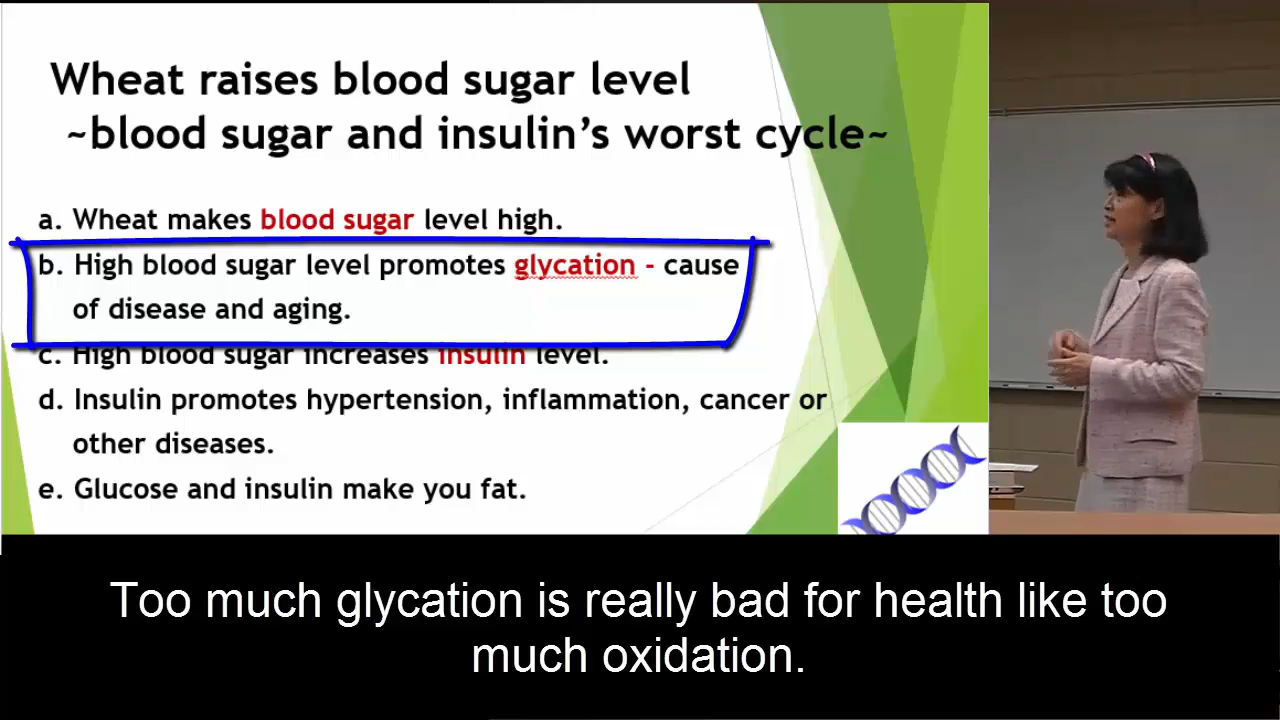 Wheat raises blood sugar level
~blood sugar and insulin’s worst cycle~
a. Wheat makes blood sugar level high.
b. High blood sugar level promotes glycation - cause
of disease and aging.
c. High blood sugar increases insulin level.
d. Insulin promotes hypertension, inflammation, cancer or
other diseases.
e. Glucose and insulin make you fat.
Too much glycation is really bad for health like too
much oxidation.